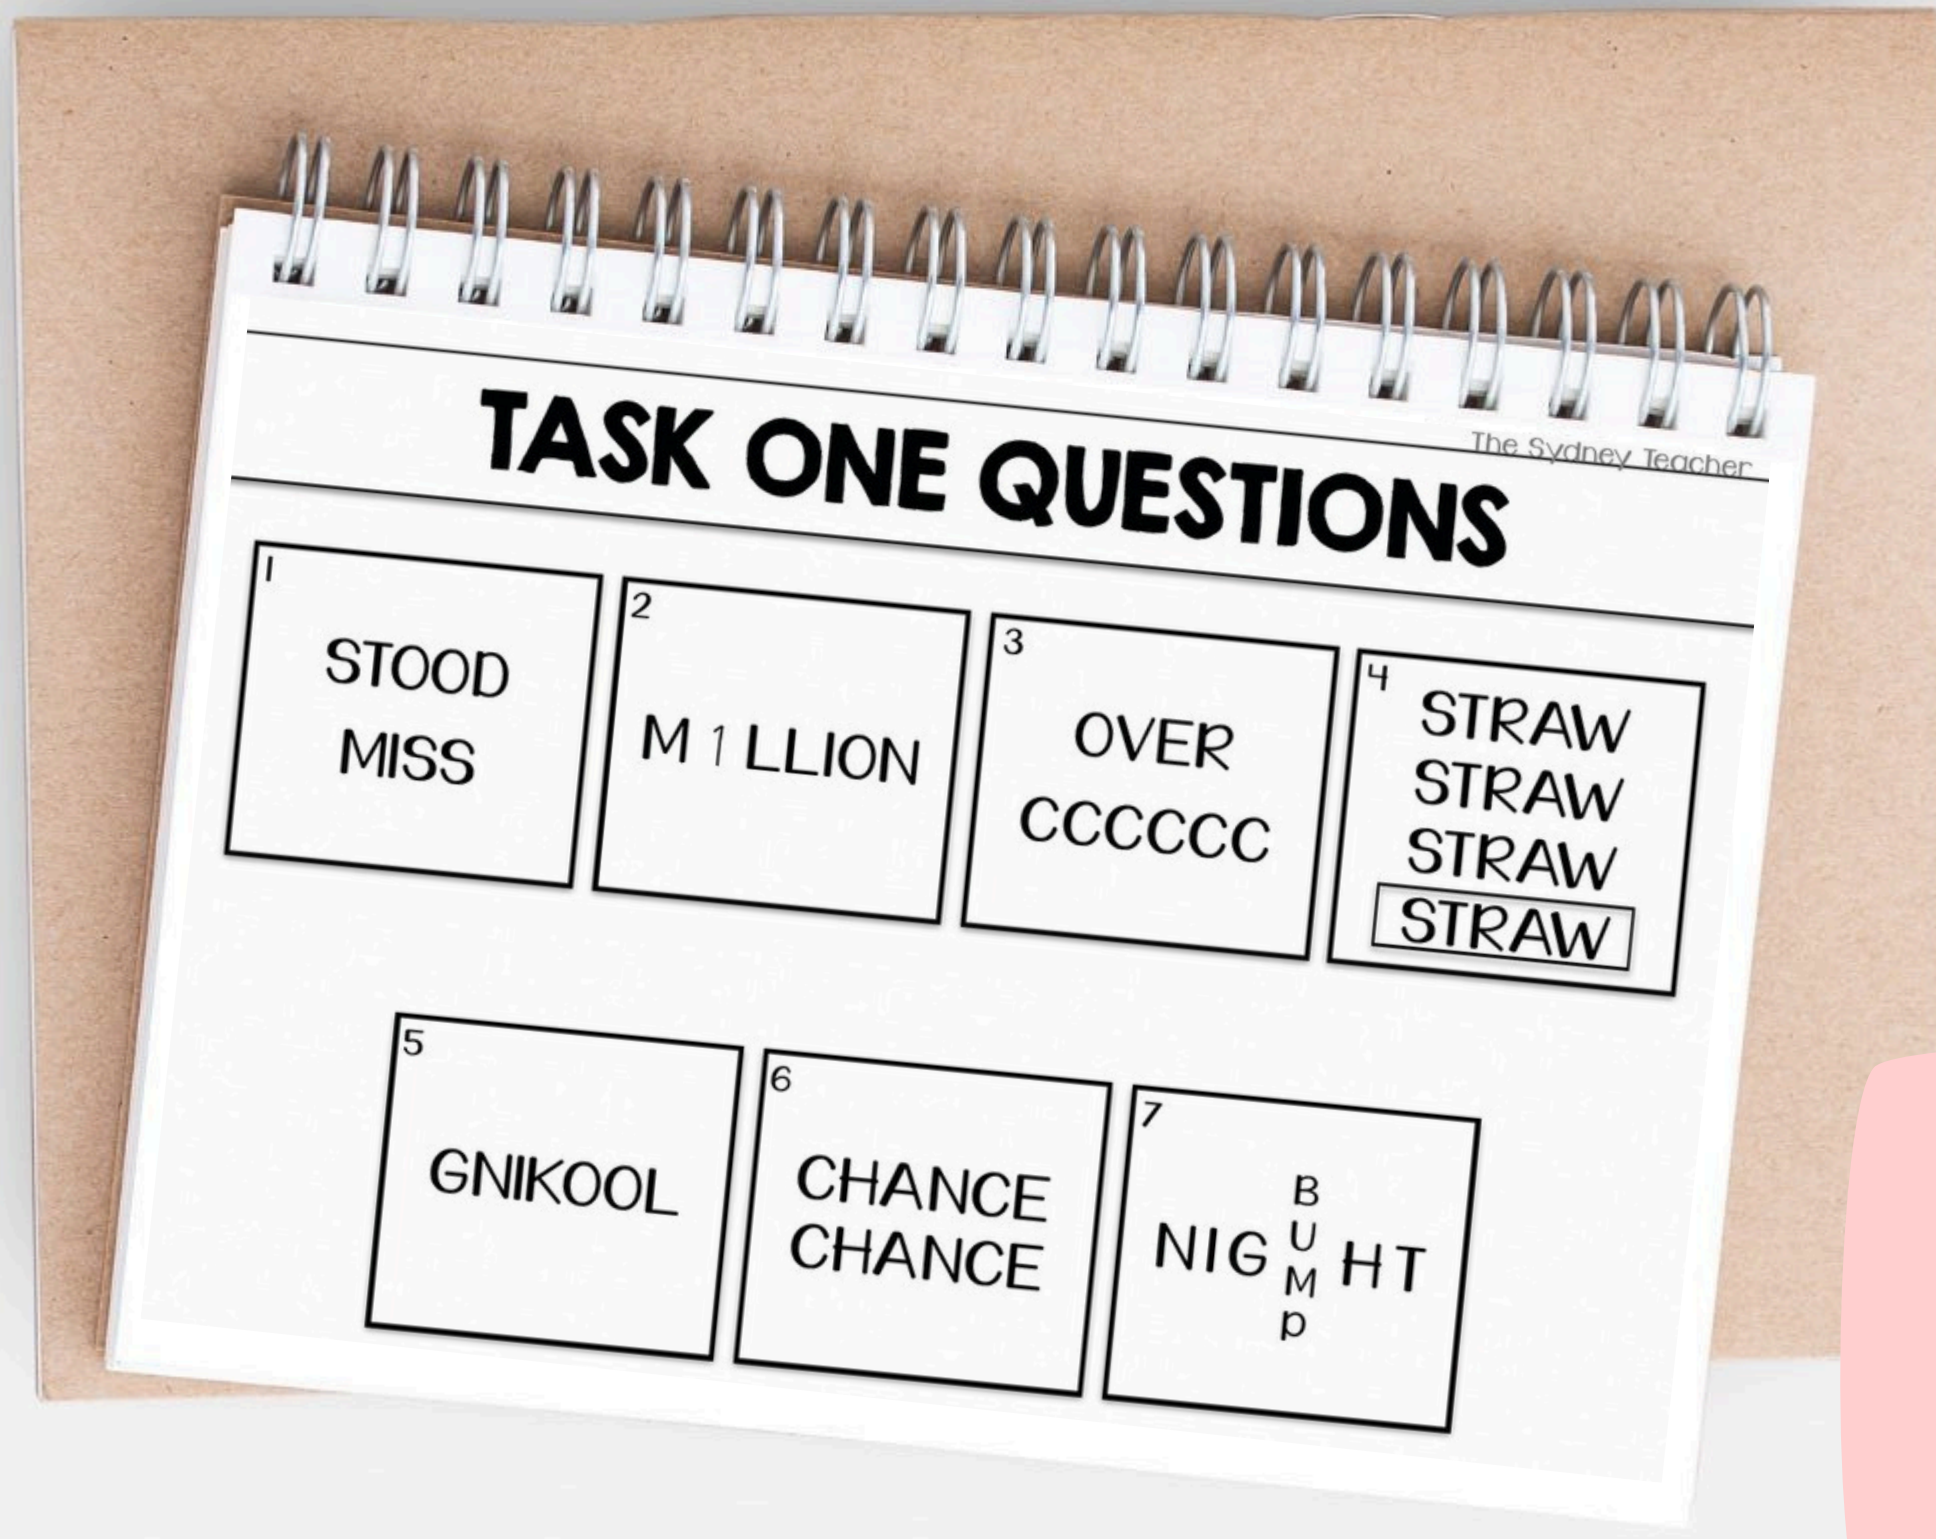 The Sydney Teacher
TASK ONE QUESTIONS
1
STOOD
MISS
2
M 1 LLION
3
OVER
CCCCCC
4
STRAW
STRAW
STRAW
STRAW
5
GNIKOOL
6
CHANCE
CHANCE
7
B
U
NIG HT
M
P